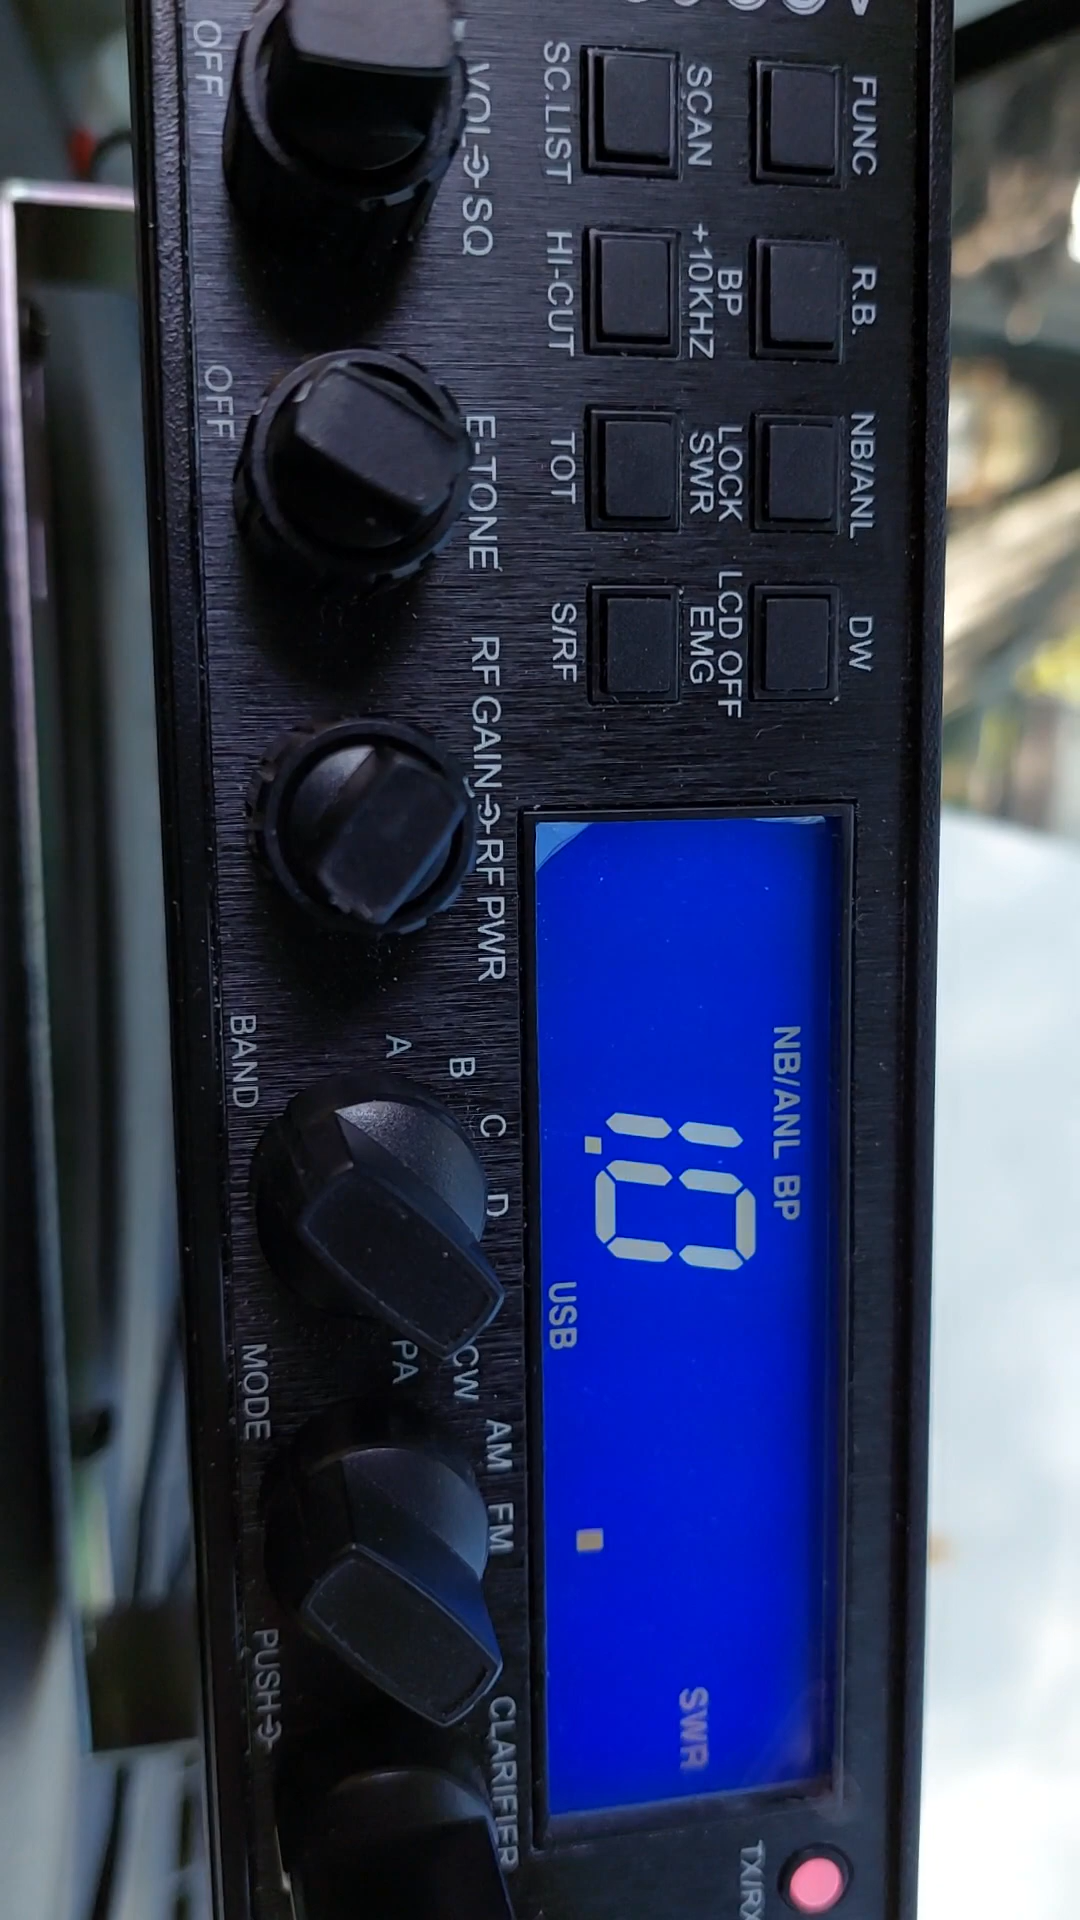 FUNC
R.B.
NB/ANL
DW
SCAN
BP
+10KHZ
LOCK
SWR
LCD OFF
EMG
SC.LIST
HI-CUT
TOT
S/RF
NB/ANL BP
1.0
USB
SWR
TX/RX
VOL SQ
OFF
E-TONE
OFF
RF GAIN RF PWR
A
B
C
D
BAND
PA
CW
AM
FM
MODE
CLARIFIER
PUSH